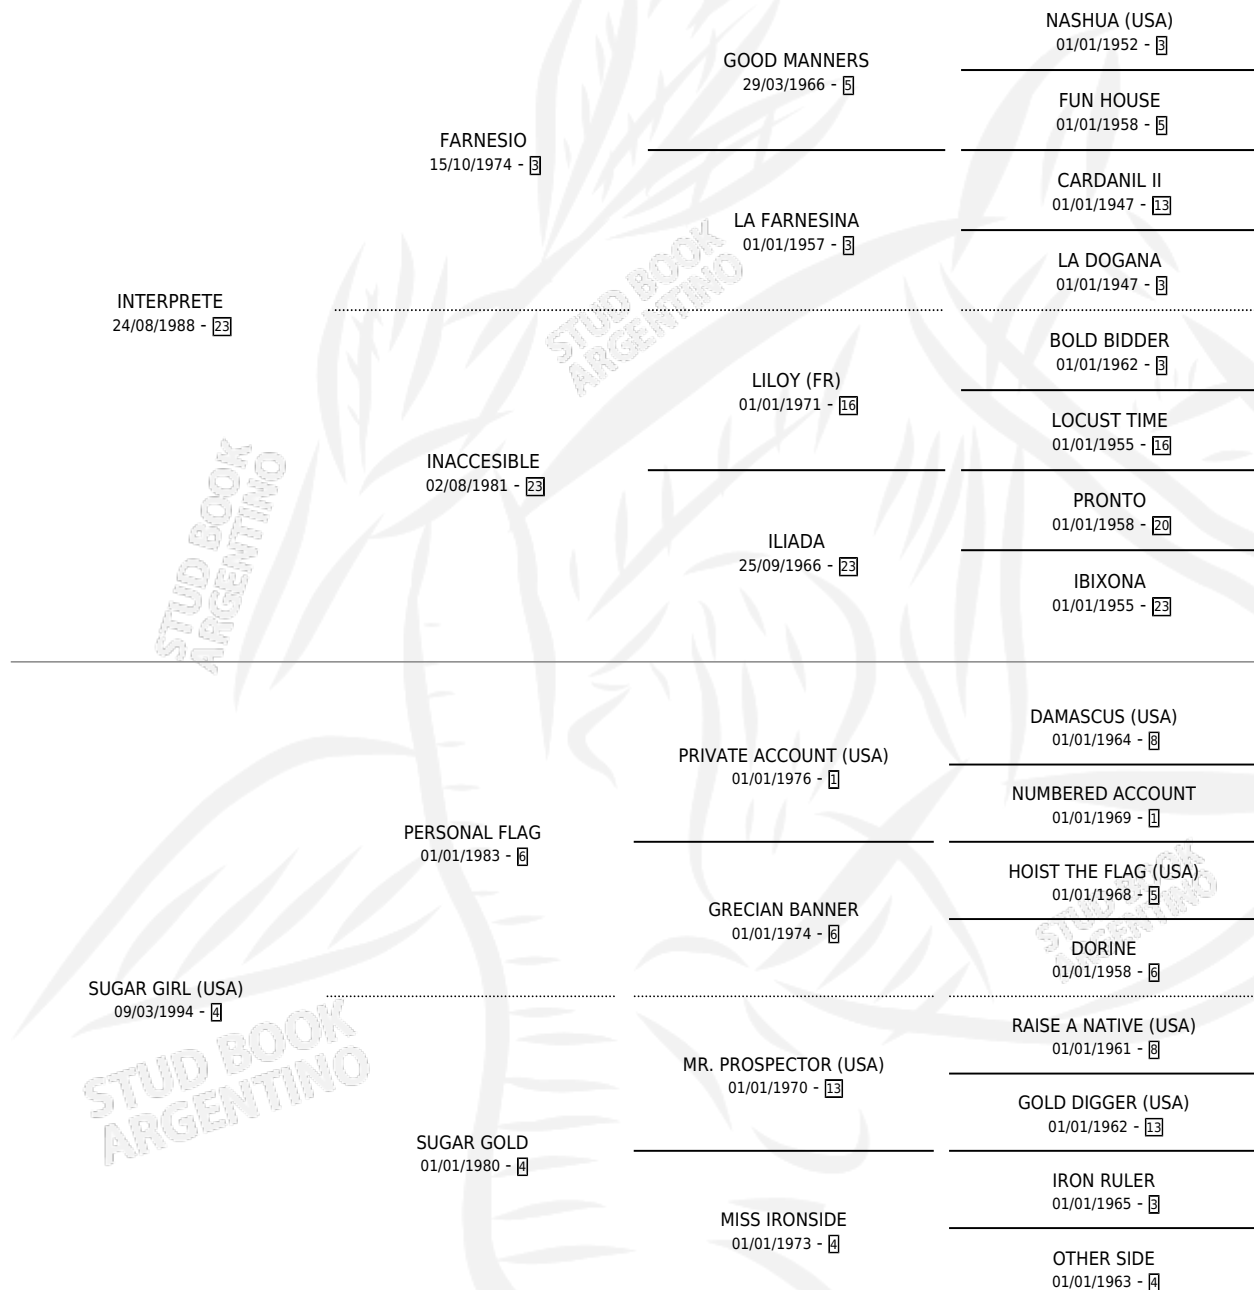 NASHUA (USA)
01/01/1952 - 3
GOOD MANNERS
29/03/1966 - 5
FUN HOUSE
01/01/1958 - 5
FARNESIO
15/10/1974 - 3
CARDANIL II
01/01/1947 - 13
LA FARNESINA
01/01/1957 - 3
LA DOGANA
01/01/1947 - 3
INTERPRETE
24/08/1988 - 23
STUD BOOK
ARGENTINO
BOLD BIDDER
01/01/1962 - 3
LILOY (FR)
01/01/1971 - 16
LOCUST TIME
01/01/1955 - 16
INACCESIBLE
02/08/1981 - 23
PRONTO
01/01/1958 - 20
ILIADA
25/09/1966 - 23
IBIXONA
01/01/1955 - 23
STUD BOOK
ARGENTINO
DAMASCUS (USA)
01/01/1964 - 8
PRIVATE ACCOUNT (USA)
01/01/1976 - 1
NUMBERED ACCOUNT
01/01/1969 - 1
PERSONAL FLAG
01/01/1983 - 6
HOIST THE FLAG (USA)
01/01/1968 - 5
GRECIAN BANNER
01/01/1974 - 6
DORINE
01/01/1958 - 6
STUD BOOK
ARGENTINO
SUGAR GIRL (USA)
09/03/1994 - 4
RAISE A NATIVE (USA)
01/01/1961 - 8
MR. PROSPECTOR (USA)
01/01/1970 - 13
GOLD DIGGER (USA)
01/01/1962 - 13
STUD BOOK
ARGENTINO
SUGAR GOLD
01/01/1980 - 4
IRON RULER
01/01/1965 - 3
MISS IRONSIDE
01/01/1973 - 4
OTHER SIDE
01/01/1963 - 4